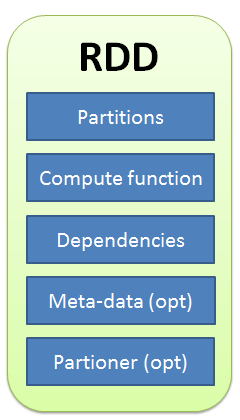 RDD
Partitions
Compute function
Dependencies
Meta-data (opt)
Partioner (opt)